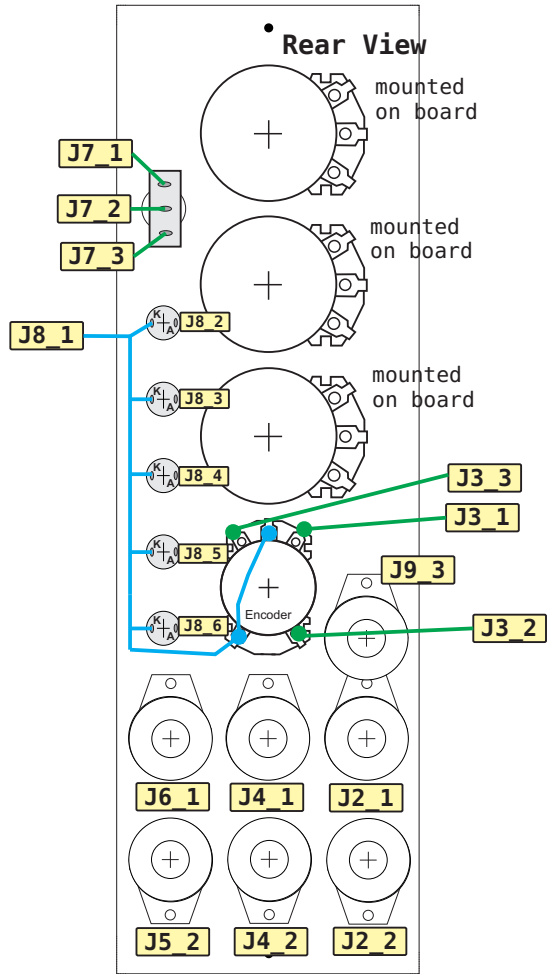 Rear View
mounted
on board
J7_1
J7_2
J7_3
mounted
on board
J8_1
K
A
J8_2
mounted
on board
K
A
J8_3
K
A
J8_4
J3_3
J3_1
K
A
J8_5
J9_3
Encoder
K
A
J8_6
J3_2
J6_1
J4_1
J2_1
J5_2
J4_2
J2_2